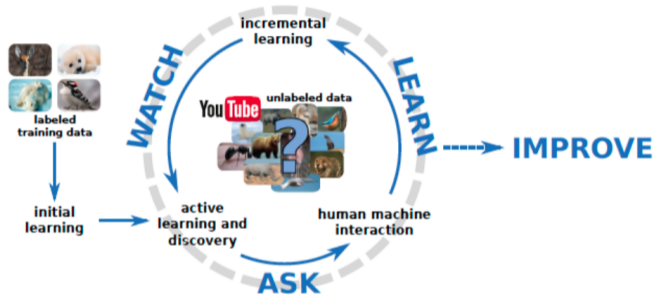 incremental
learning
WATCH
LEARN
labeled
training data
YouTube
unlabeled data
?
IMPROVE
initial
learning
active
learning and
discovery
human machine
interaction
ASK